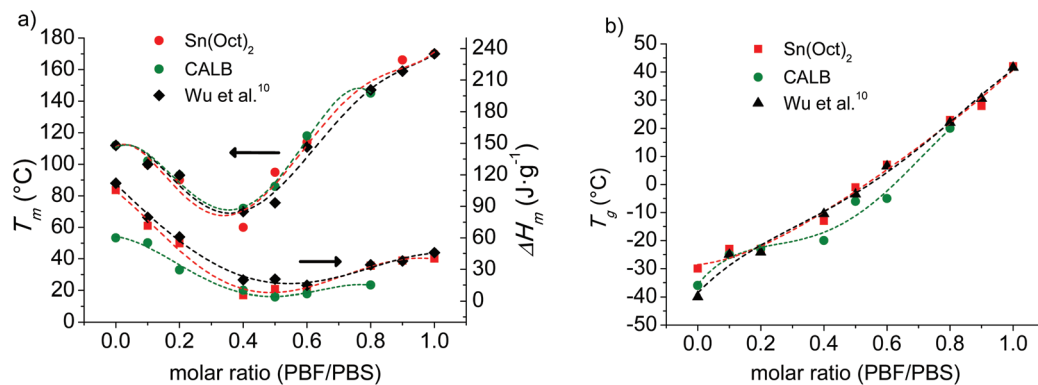 a)
Sn(Oct)2
CALB
Wu et al.10
Tm (°C)
180
160
140
120
100
80
60
40
20
0
ΔHm (J·g-1)
240
210
180
150
120
90
60
30
0
0.0 0.2 0.4 0.6 0.8 1.0
molar ratio (PBF/PBS)
b)
Sn(Oct)2
CALB
Wu et al.10
Tg (°C)
50
40
30
20
10
0
-10
-20
-30
-40
-50
0.0 0.2 0.4 0.6 0.8 1.0
molar ratio (PBF/PBS)